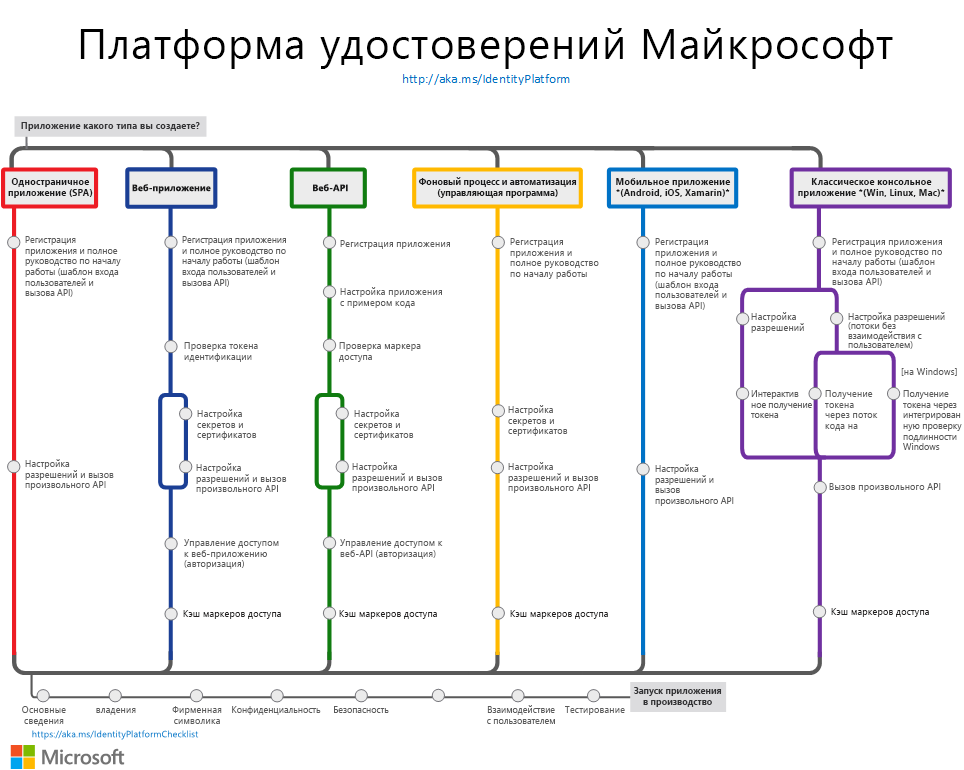 Платформа удостоверений Майкрософт
http://aka.ms/IdentityPlatform
Приложение какого типа вы создаете?
Одностраничное
приложение (SPA)
Регистрация
приложения и полное
руководство по началу
работы (шаблон входа
пользователей и
вызова API)
Настройка
разрешений и вызов
произвольного API
Веб-приложение
Регистрация приложения
и полное руководство по
началу работы (шаблон
входа пользователей и
вызова API)
Проверка токена
идентификации
Настройка
секретов и
сертификатов
Настройка
разрешений и вызов
произвольного API
Управление доступом
к веб-приложению
(авторизация)
Кэш маркеров доступа
Веб-API
Регистрация приложения
Настройка приложения
с примером кода
Проверка маркера
доступа
Настройка
секретов и
сертификатов
Настройка
разрешений и вызов
произвольного API
Управление доступом к
веб-API (авторизация)
Кэш маркеров доступа
Фоновый процесс и автоматизация
(управляющая программа)
Регистрация
приложения и полное
руководство по
по началу работы
Настройка
секретов и
сертификатов
Настройка
разрешений и вызов
произвольного API
Кэш маркеров доступа
Мобильное приложение
*(Android, iOS, Xamarin)*
Регистрация
приложения и
полное руководство
по началу работы
(шаблон входа
пользователей и
вызова API)
Настройка
разрешений и
вызов
произвольного API
Классическое консольное
приложение *(Win, Linux, Mac)*
Регистрация приложения
и полное руководство по
началу работы (шаблон
входа пользователей и
вызова API)
Настройка
разрешений
Настройка разрешений
(потоки без
взаимодействия с
пользователем)
[на Windows]
Интерактив
ное получение
токена
Получение
токена
через поток
кода на
Получение
токена через
интегрирован
ную проверку
подлинности
Windows
Вызов произвольного API
Кэш маркеров доступа
Основные
сведения
владения
Фирменная
символика
Конфиденциальность
Безопасность
Взаимодействие
с пользователем
Тестирование
Запуск приложения
в производство
https://aka.ms/IdentityPlatformChecklist
Microsoft